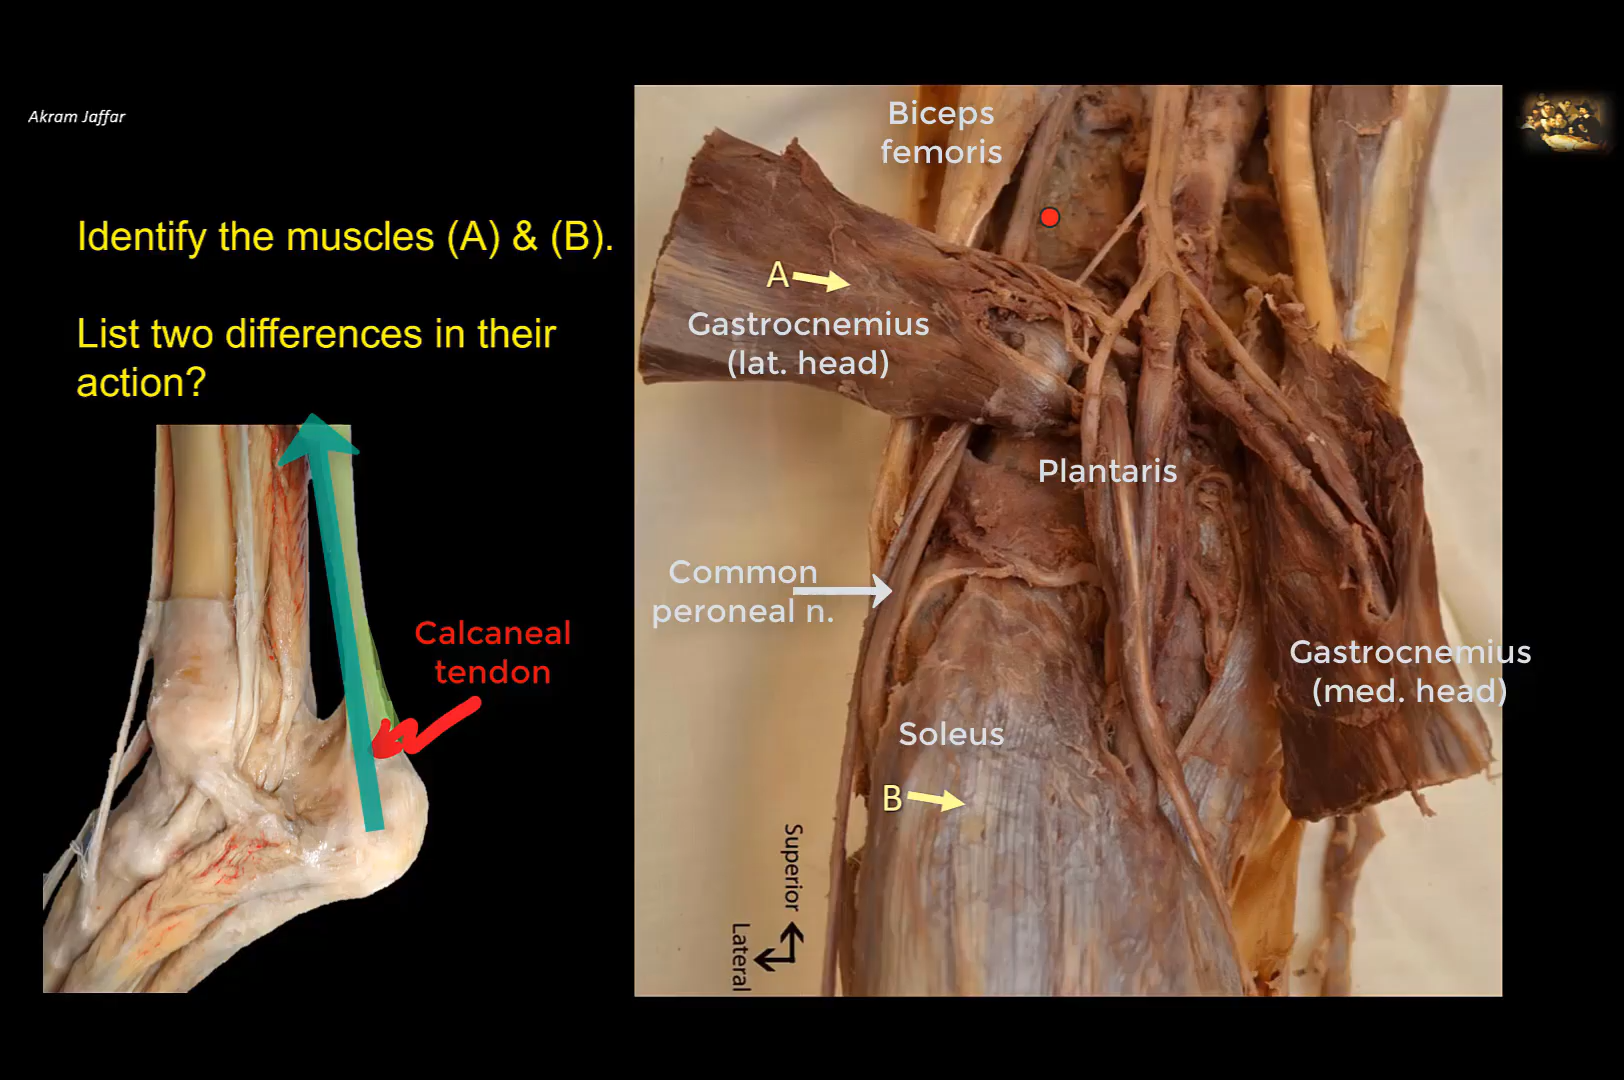 Akram Jaffar
Identify the muscles (A) & (B).
List two differences in their
action?
Calcaneal
tendon
Biceps
femoris
A
Gastrocnemius
(lat. head)
Plantaris
Common
peroneal n.
Gastrocnemius
(med. head)
Soleus
B
Superior
Lateral